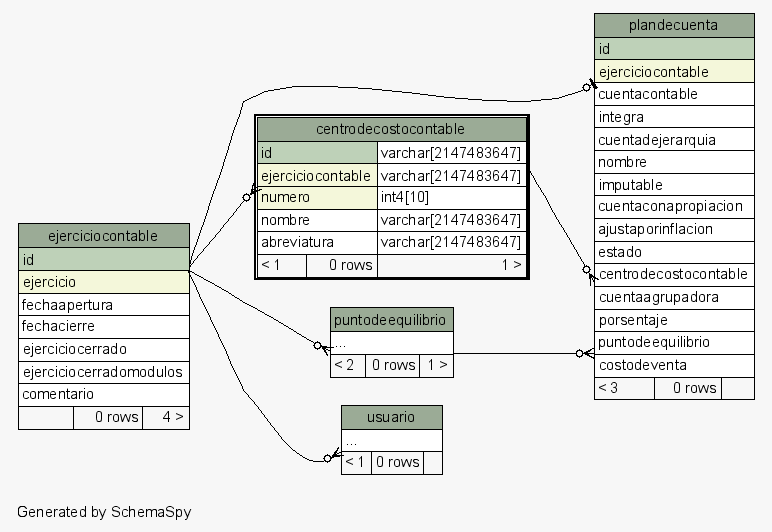 plandecuenta
id
ejerciciocontable
cuentacontable
integra
cuentadejerarquia
nombre
imputable
cuentaconapropiacion
ajustaporinflacion
estado
centrodecostocontable
cuentaagrupadora
porsentaje
puntodeequilibrio
costodeventa
< 3 0 rows
centrodecostocontable
id varchar[2147483647]
ejerciciocontable varchar[2147483647]
numero int4[10]
nombre varchar[2147483647]
abreviatura varchar[2147483647]
< 1 0 rows 1 >
ejerciciocontable
id
ejercicio
fechaapertura
fechacierre
ejerciciocerrado
ejerciciocerradomodulos
comentario
0 rows 4 >
puntodeequilibrio
...
< 2 0 rows 1 >
usuario
...
< 1 0 rows
Generated by SchemaSpy